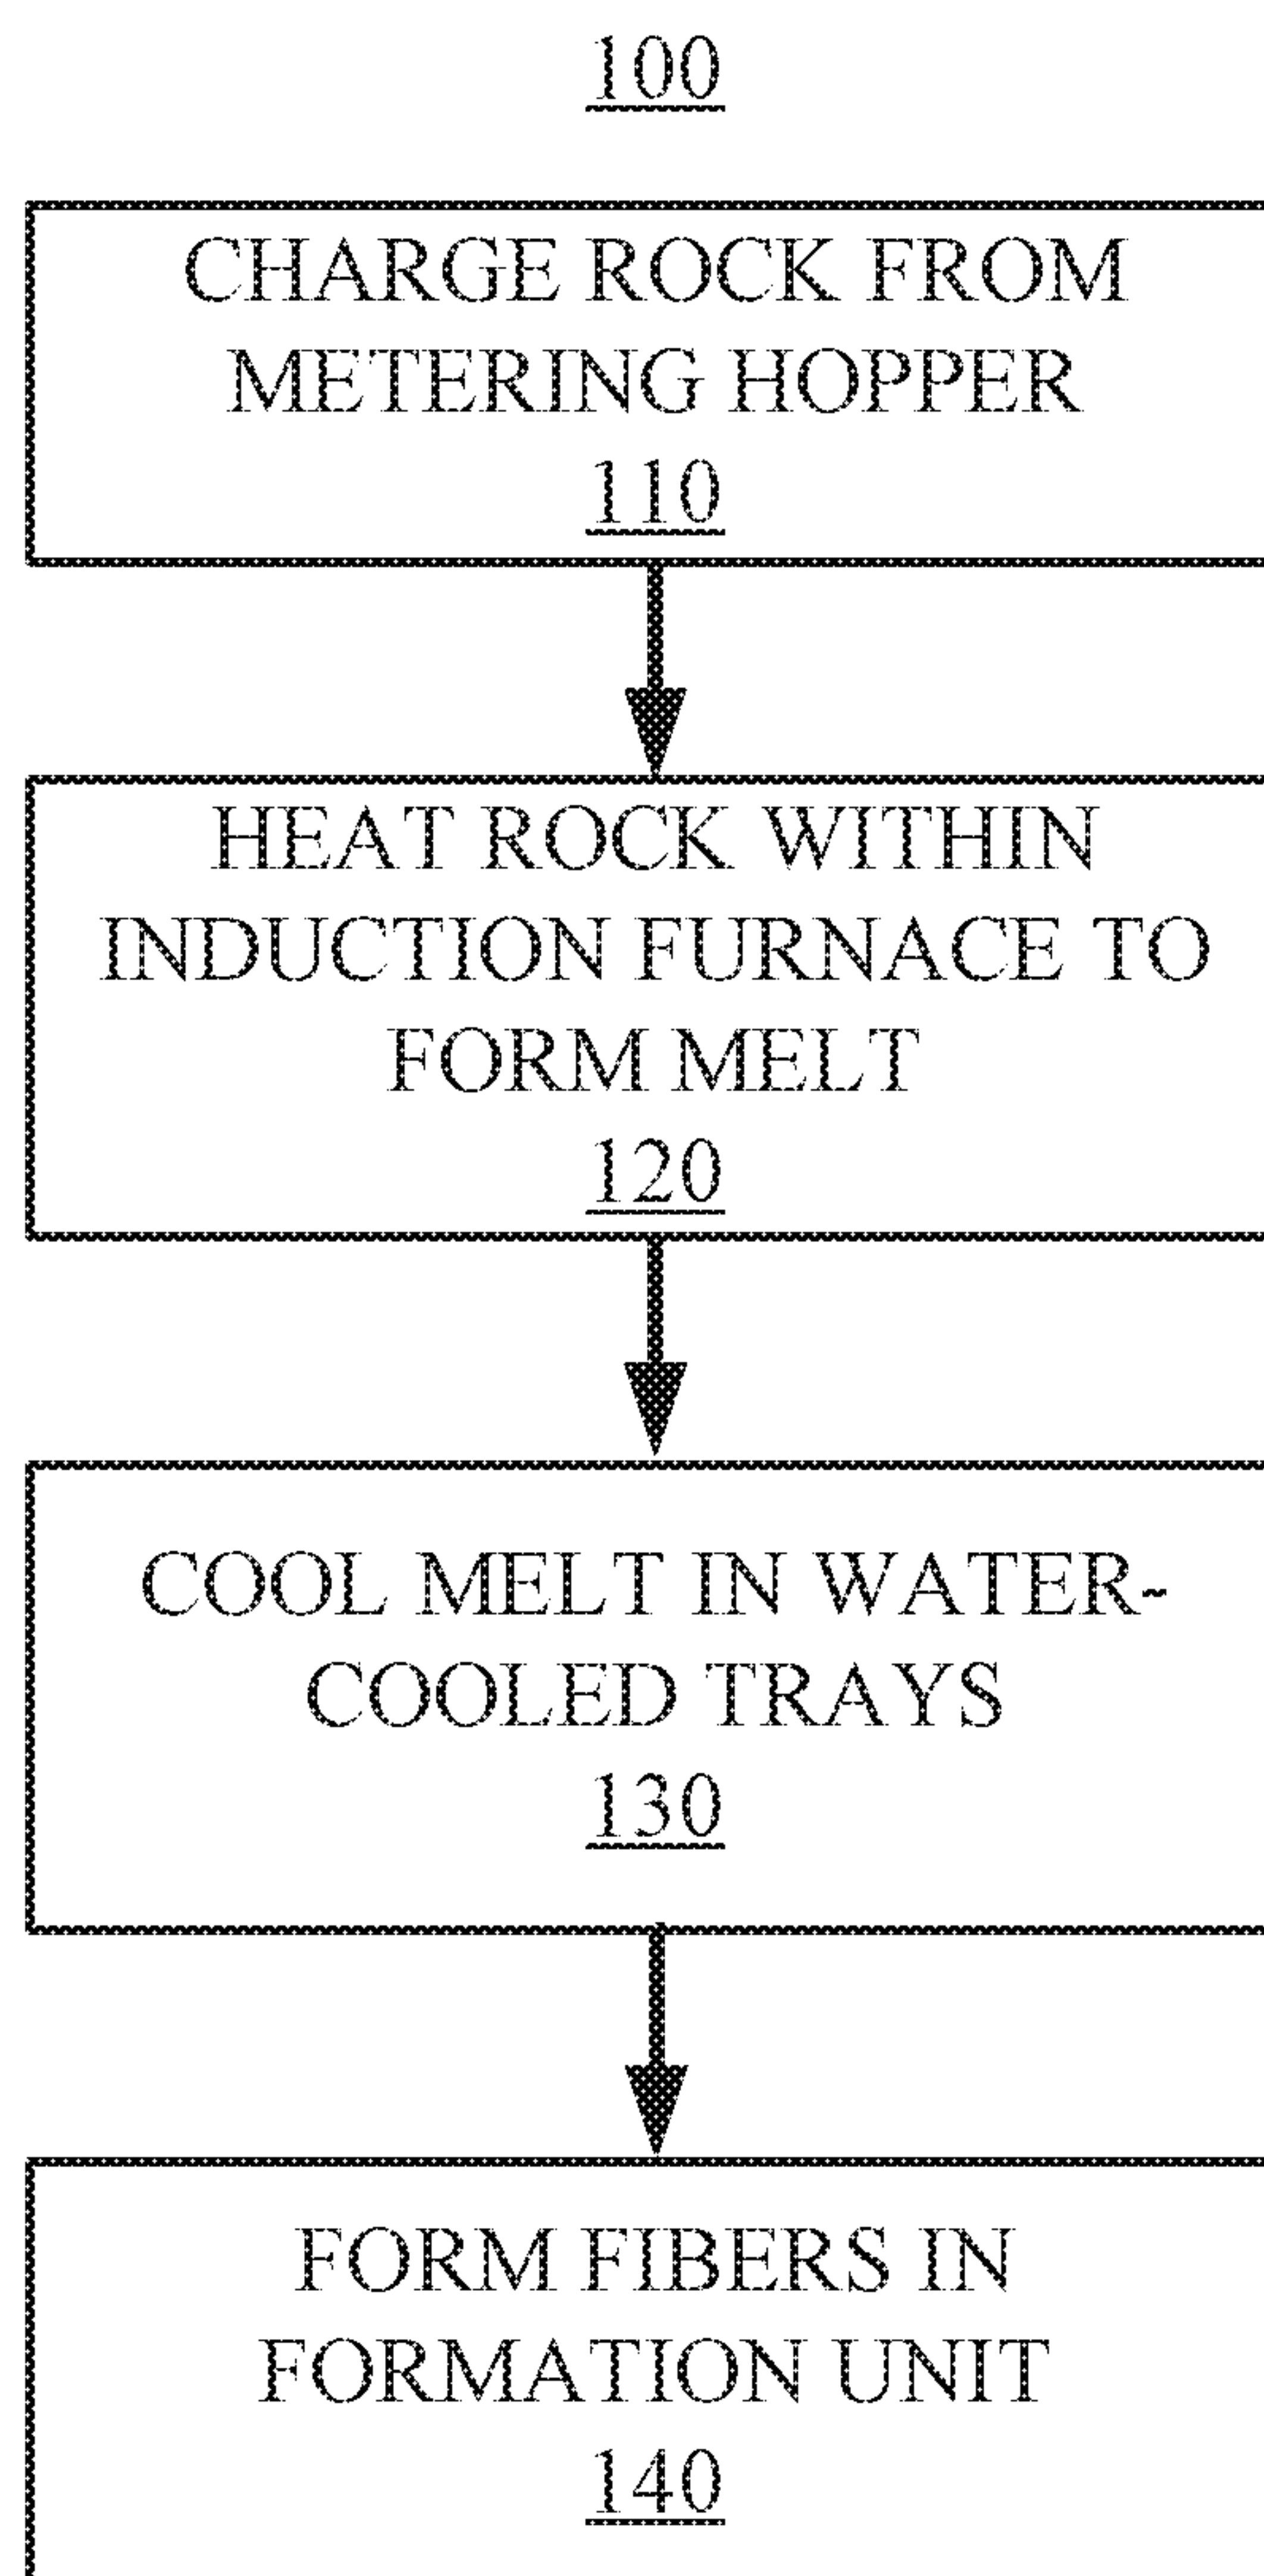 100
CHARGE ROCK FROM
METERING HOPPER
110
HEAT ROCK WITHIN
INDUCTION FURNACE TO
FORM MELT
120
COOL MELT IN WATER-
COOLED TRAYS
130
FORM FIBERS IN
FORMATION UNIT
140